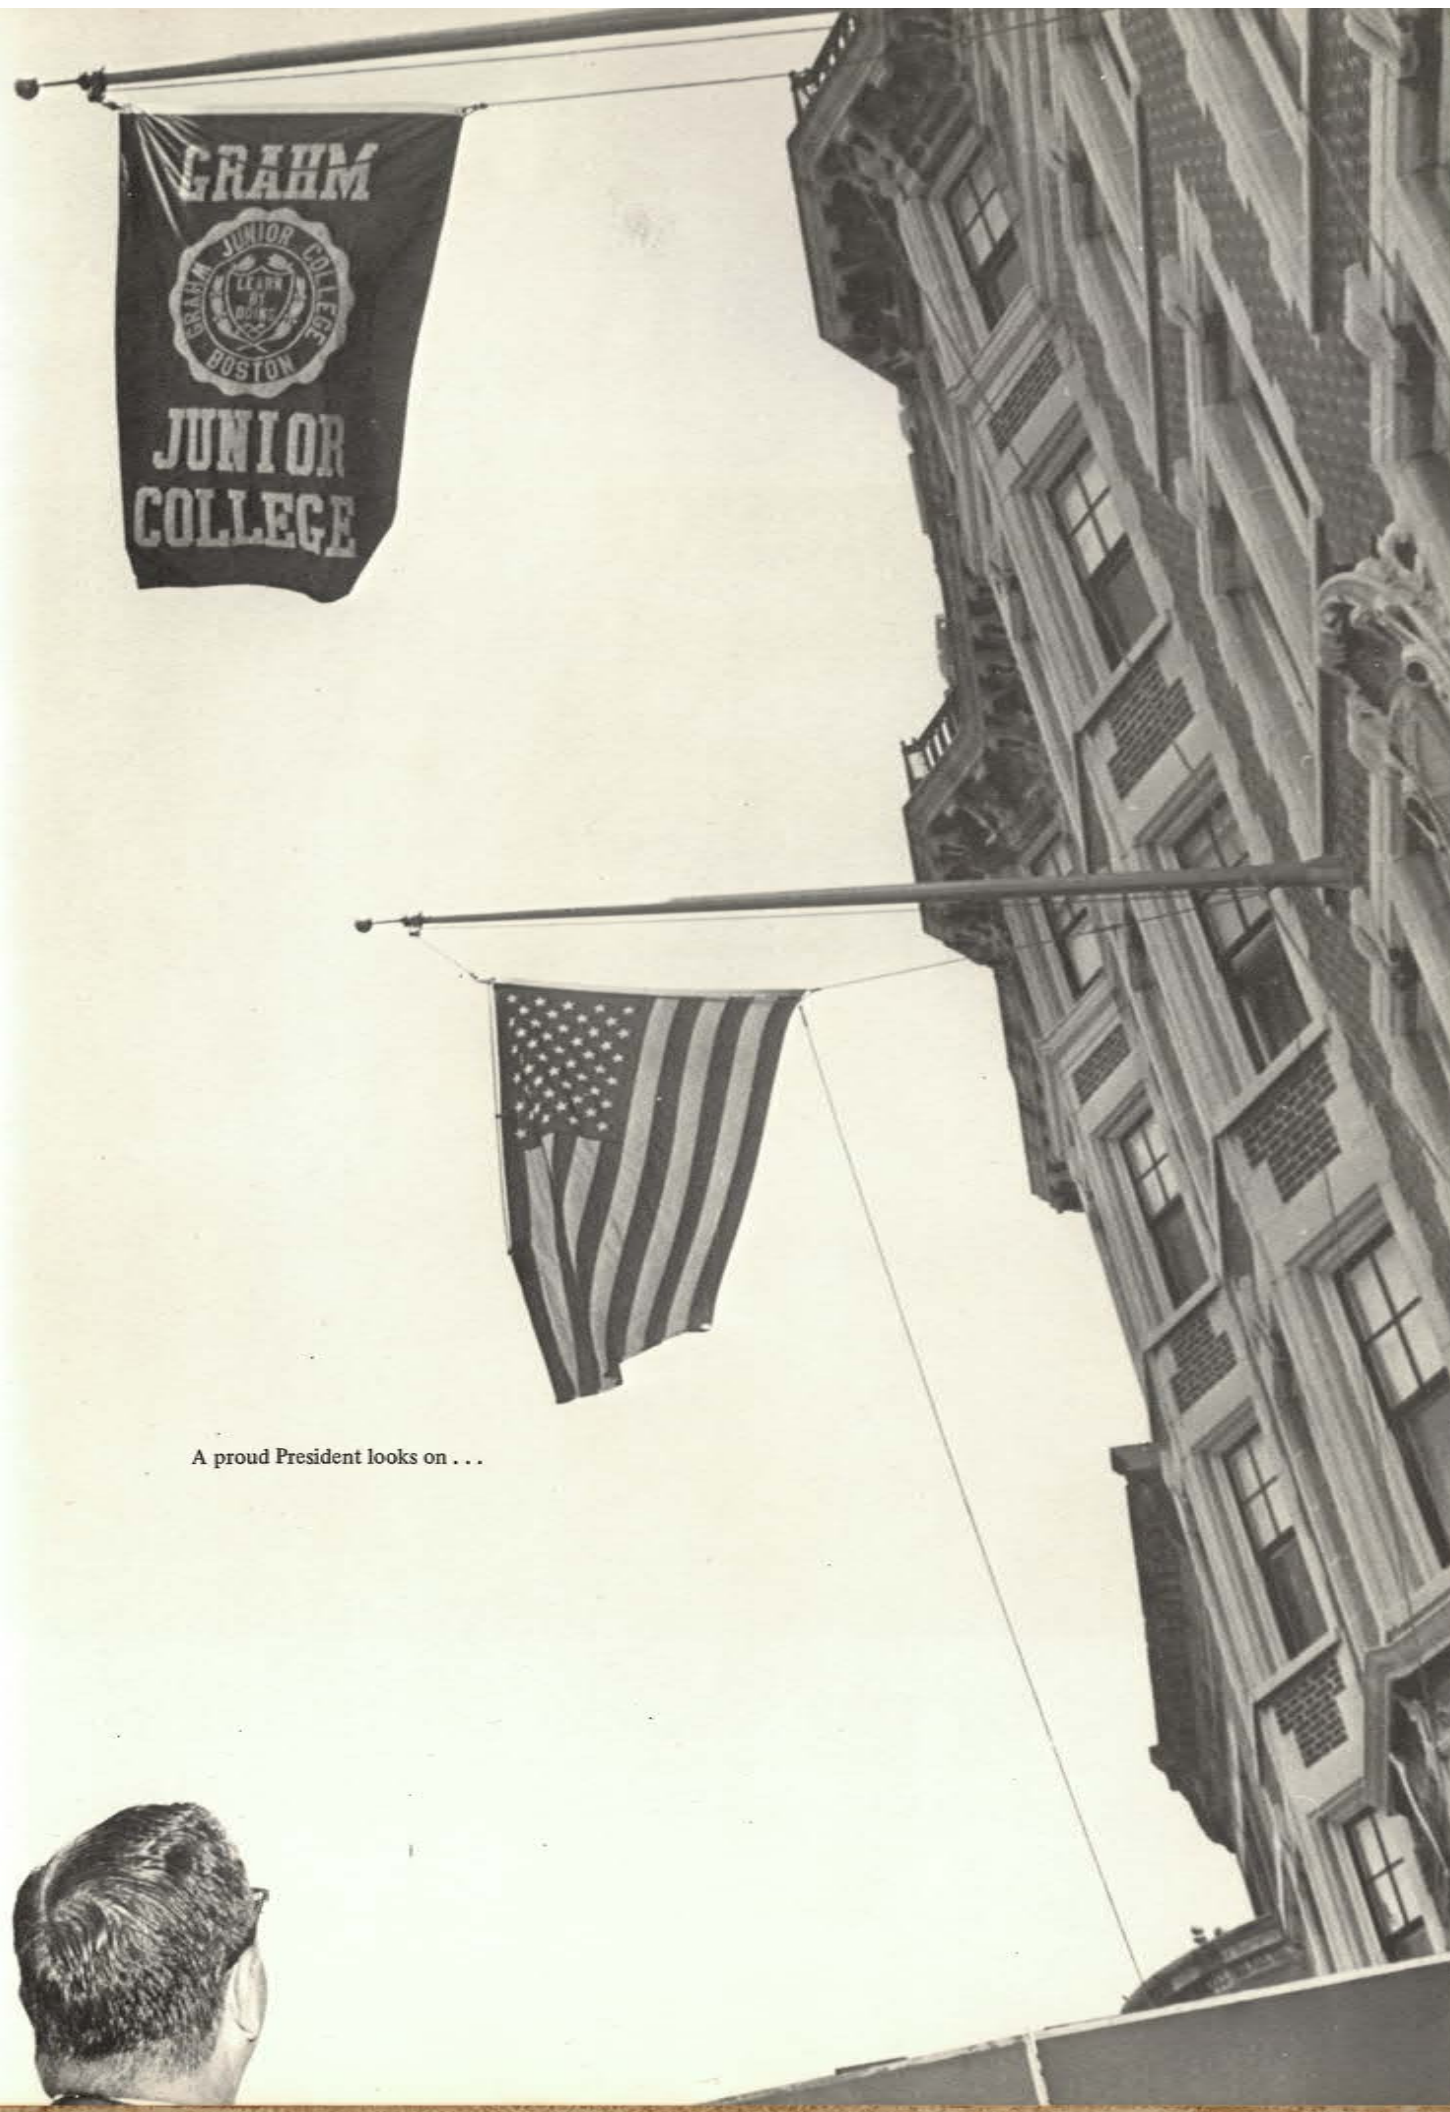 GRAHM
GRAHM JUNIOR COLLEGE
LEARN
BY
DOING
BOSTON
JUNIOR
COLLEGE
A proud President looks on . . .